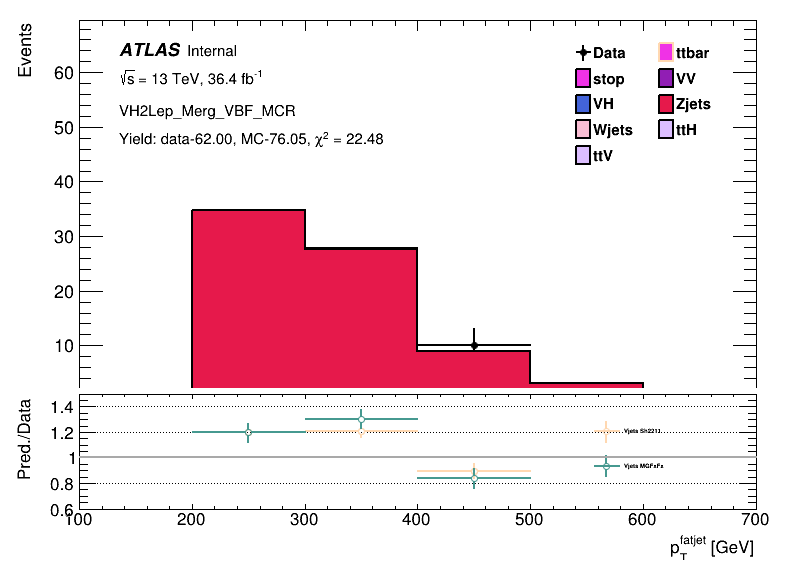 Events
ATLAS Internal
√s = 13 TeV, 36.4 fb⁻¹
VH2Lep_Merg_VBF_MCR
Yield: data-62.00, MC-76.05, χ² = 22.48
Data
ttbar
stop
VV
VH
Zjets
Wjets
ttH
ttV
60
50
40
30
20
10
Pred./Data
1.4
1.2
1
0.8
0.6
Vjets Sh2211
Vjets MGFxFx
100 200 300 400 500 600 700
p_T^fatjet [GeV]